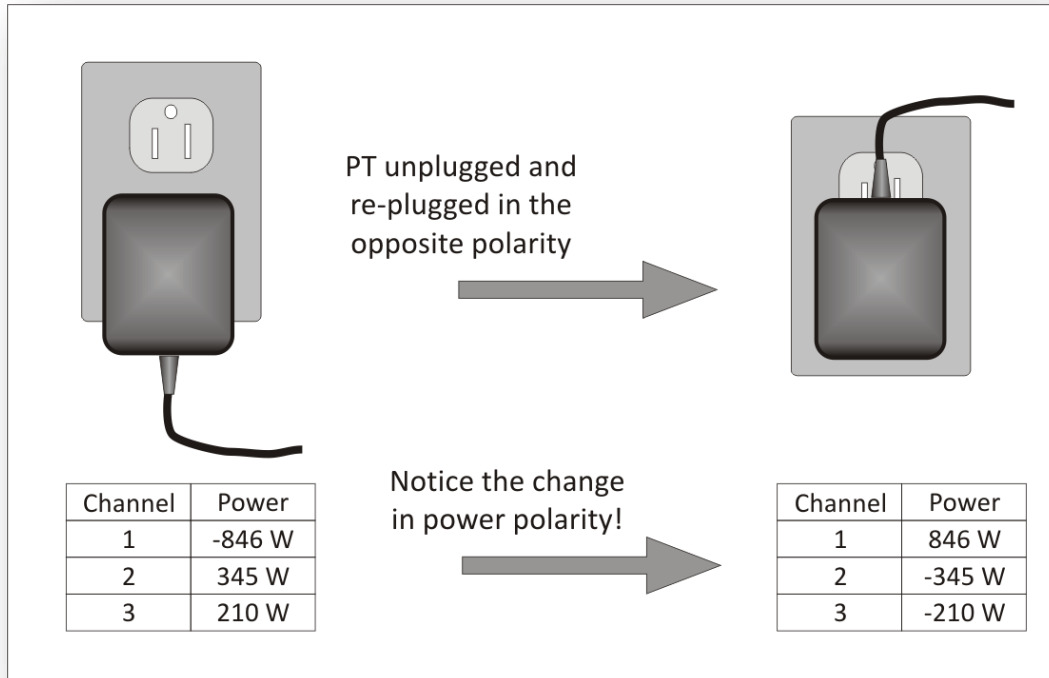 PT unplugged and
re-plugged in the
opposite polarity
Notice the change
in power polarity!
Channel Power
1 -846 W
2 345 W
3 210 W
Channel Power
1 846 W
2 -345 W
3 -210 W